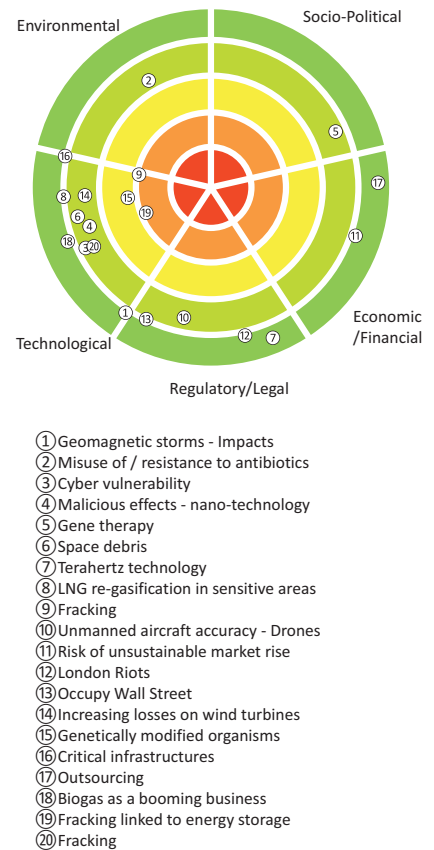 Environmental
Socio-Political
2
5
16
9
17
8
14
15
19
6
4
18
3
20
11
1
13
10
12
7
Technological
Economic
/Financial
Regulatory/Legal
1 Geomagnetic storms - Impacts
2 Misuse of / resistance to antibiotics
3 Cyber vulnerability
4 Malicious effects - nano-technology
5 Gene therapy
6 Space debris
7 Terahertz technology
8 LNG re-gasification in sensitive areas
9 Fracking
10 Unmanned aircraft accuracy - Drones
11 Risk of unsustainable market rise
12 London Riots
13 Occupy Wall Street
14 Increasing losses on wind turbines
15 Genetically modified organisms
16 Critical infrastructures
17 Outsourcing
18 Biogas as a booming business
19 Fracking linked to energy storage
20 Fracking